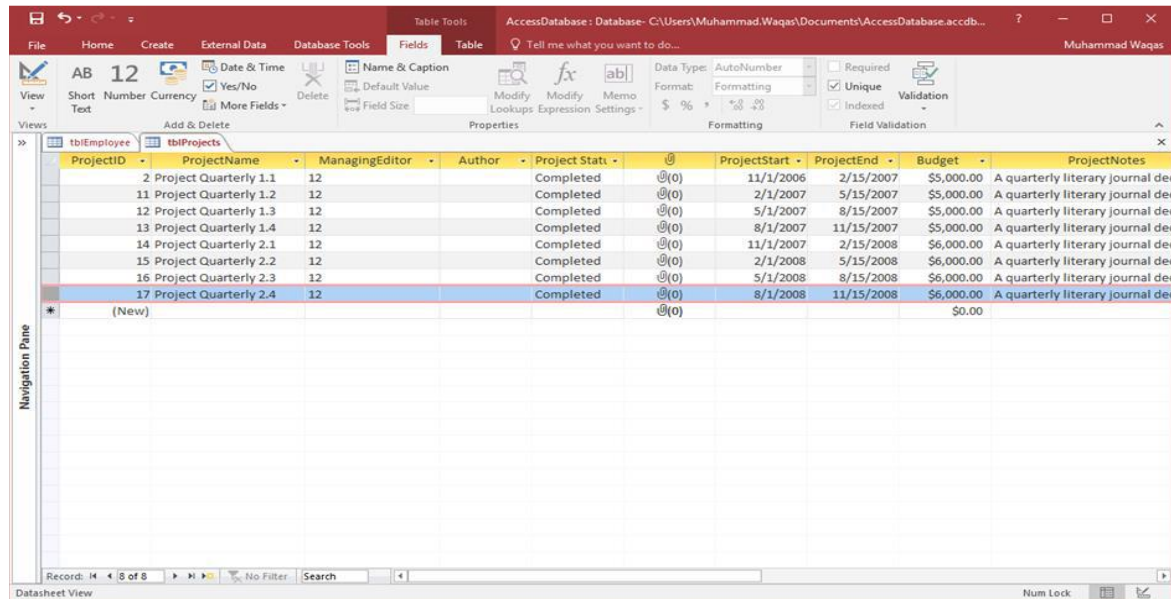 Table Tools AccessDatabase : Database- C:\Users\Muhammad.Waqas\Documents\AccessDatabase.accdb... ?
File Home Create External Data Database Tools Fields Table Tell me what you want to do... Muhammad Waqas
View
Views
AB Short Text
12 Number
Currency
Date & Time
Yes/No
More Fields
Delete
Add & Delete
Name & Caption
Default Value
Field Size
Modify Lookups
fx Modify Expression
ab Memo Settings
Properties
Data Type: AutoNumber
Format: Formatting
$ % , .0 .00
Formatting
Required
Unique
Indexed
Validation
Field Validation
» tblEmployee tblProjects
ProjectID ProjectName ManagingEditor Author Project Statu ProjectStart ProjectEnd Budget ProjectNotes
2 Project Quarterly 1.1 12 Completed (0) 11/1/2006 2/15/2007 $5,000.00 A quarterly literary journal de
11 Project Quarterly 1.2 12 Completed (0) 2/1/2007 5/15/2007 $5,000.00 A quarterly literary journal de
12 Project Quarterly 1.3 12 Completed (0) 5/1/2007 8/15/2007 $5,000.00 A quarterly literary journal de
13 Project Quarterly 1.4 12 Completed (0) 8/1/2007 11/15/2007 $5,000.00 A quarterly literary journal de
14 Project Quarterly 2.1 12 Completed (0) 11/1/2007 2/15/2008 $6,000.00 A quarterly literary journal de
15 Project Quarterly 2.2 12 Completed (0) 2/1/2008 5/15/2008 $6,000.00 A quarterly literary journal de
16 Project Quarterly 2.3 12 Completed (0) 5/1/2008 8/15/2008 $6,000.00 A quarterly literary journal de
17 Project Quarterly 2.4 12 Completed (0) 8/1/2008 11/15/2008 $6,000.00 A quarterly literary journal de
* (New) (0) $0.00
Navigation Pane
Record: 8 of 8 No Filter Search
Datasheet View Num Lock